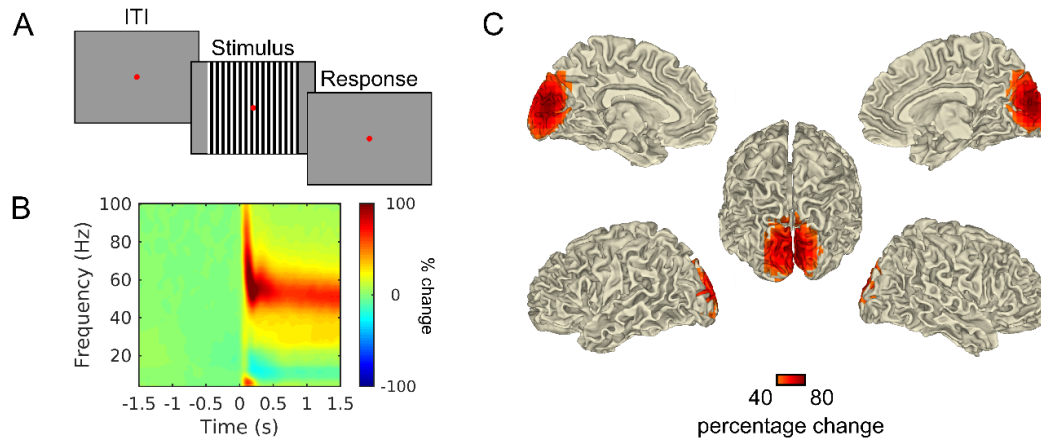 A
ITI
Stimulus
Response
B
Frequency (Hz)
100
80
60
40
20
-1.5 -1 -0.5 0 0.5 1 1.5
Time (s)
100
0
-100
% change
C
40 80
percentage change